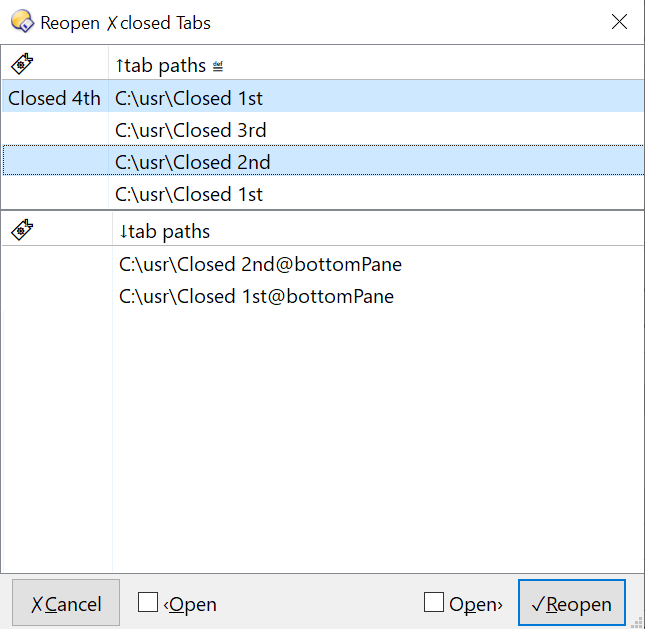 Reopen ✗closed Tabs
↑tab paths ≝
Closed 4th C:\usr\Closed 1st
C:\usr\Closed 3rd
C:\usr\Closed 2nd
C:\usr\Closed 1st
↓tab paths
C:\usr\Closed 2nd@bottomPane
C:\usr\Closed 1st@bottomPane
✗Cancel ‹Open Open› ✓Reopen